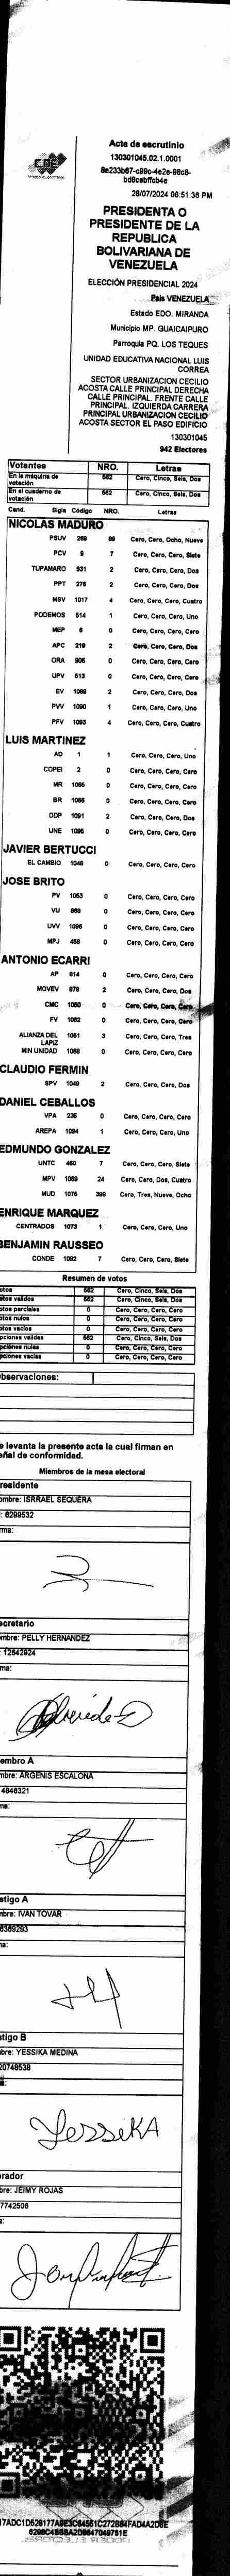 CNE
Acta de escrutinio
130301045.02.1.0001
8e233b67-c99c-4e2e-98c8-
bd8cebffcb4e
28/07/2024 06:51:36 PM
PRESIDENTA O
PRESIDENTE DE LA
REPUBLICA
BOLIVARIANA DE
VENEZUELA
ELECCIÓN PRESIDENCIAL 2024
País VENEZUELA
Estado EDO. MIRANDA
Municipio MP. GUAICAIPURO
Parroquia PQ. LOS TEQUES
UNIDAD EDUCATIVA NACIONAL LUIS
CORREA
SECTOR URBANIZACION CECILIO
ACOSTA CALLE PRINCIPAL DERECHA
CALLE PRINCIPAL. FRENTE CALLE
PRINCIPAL. IZQUIERDA CARRERA
PRINCIPAL URBANIZACION CECILIO
ACOSTA SECTOR EL PASO EDIFICIO
130301045
942 Electores
Votantes NRO. Letras
En la máquina de votación 562 Cero, Cinco, Seis, Dos
En el cuaderno de votación 562 Cero, Cinco, Seis, Dos
Cand. Sigla Código NRO. Letras
NICOLAS MADURO
PSUV 269 89 Cero, Cero, Ocho, Nueve
PCV 9 7 Cero, Cero, Cero, Siete
TUPAMARO 931 2 Cero, Cero, Cero, Dos
PPT 276 2 Cero, Cero, Cero, Dos
MSV 1017 4 Cero, Cero, Cero, Cuatro
PODEMOS 514 1 Cero, Cero, Cero, Uno
MEP 6 0 Cero, Cero, Cero, Cero
APC 219 2 Cero, Cero, Cero, Dos
ORA 906 0 Cero, Cero, Cero, Cero
UPV 613 0 Cero, Cero, Cero, Cero
EV 1089 2 Cero, Cero, Cero, Dos
PVV 1090 1 Cero, Cero, Cero, Uno
PFV 1093 4 Cero, Cero, Cero, Cuatro
LUIS MARTINEZ
AD 1 1 Cero, Cero, Cero, Uno
COPEI 2 0 Cero, Cero, Cero, Cero
MR 1065 0 Cero, Cero, Cero, Cero
BR 1066 0 Cero, Cero, Cero, Cero
DDP 1091 2 Cero, Cero, Cero, Dos
UNE 1095 0 Cero, Cero, Cero, Cero
JAVIER BERTUCCI
EL CAMBIO 1048 0 Cero, Cero, Cero, Cero
JOSE BRITO
PV 1053 0 Cero, Cero, Cero, Cero
VU 868 0 Cero, Cero, Cero, Cero
UVV 1096 0 Cero, Cero, Cero, Cero
MPJ 458 0 Cero, Cero, Cero, Cero
ANTONIO ECARRI
AP 814 0 Cero, Cero, Cero, Cero
MOVEV 878 2 Cero, Cero, Cero, Dos
CMC 1080 0 Cero, Cero, Cero, Cero
FV 1082 0 Cero, Cero, Cero, Cero
ALIANZA DEL LAPIZ 1051 3 Cero, Cero, Cero, Tres
MIN UNIDAD 1068 0 Cero, Cero, Cero, Cero
CLAUDIO FERMIN
SPV 1049 2 Cero, Cero, Cero, Dos
DANIEL CEBALLOS
VPA 236 0 Cero, Cero, Cero, Cero
AREPA 1094 1 Cero, Cero, Cero, Uno
EDMUNDO GONZALEZ
UNTC 460 7 Cero, Cero, Cero, Siete
MPV 1069 24 Cero, Cero, Dos, Cuatro
MUD 1075 398 Cero, Tres, Nueve, Ocho
ENRIQUE MARQUEZ
CENTRADOS 1073 1 Cero, Cero, Cero, Uno
BENJAMIN RAUSSEO
CONDE 1092 7 Cero, Cero, Cero, Siete
Resumen de votos
otos 562 Cero, Cinco, Seis, Dos
otos validos 562 Cero, Cinco, Seis, Dos
otos parciales 0 Cero, Cero, Cero, Cero
otos nulos 0 Cero, Cero, Cero, Cero
otos vacios 0 Cero, Cero, Cero, Cero
pciones validas 562 Cero, Cinco, Seis, Dos
pciones nulas 0 Cero, Cero, Cero, Cero
pciones vacias 0 Cero, Cero, Cero, Cero
bservaciones:
e levanta la presente acta la cual firman en
eñal de conformidad.
Miembros de la mesa electoral
residente
ombre: ISRRAEL SEQUERA
: 6299532
rma:
ecretario
mbre: PELLY HERNANDEZ
12642924
ma:
embro A
mbre: ARGENIS ESCALONA
4846321
ma:
stigo A
bre: IVAN TOVAR
6369293
na:
tigo B
bre: YESSIKA MEDINA
20748538
YessiKA
rador
bre: JEIMY ROJAS
7742506